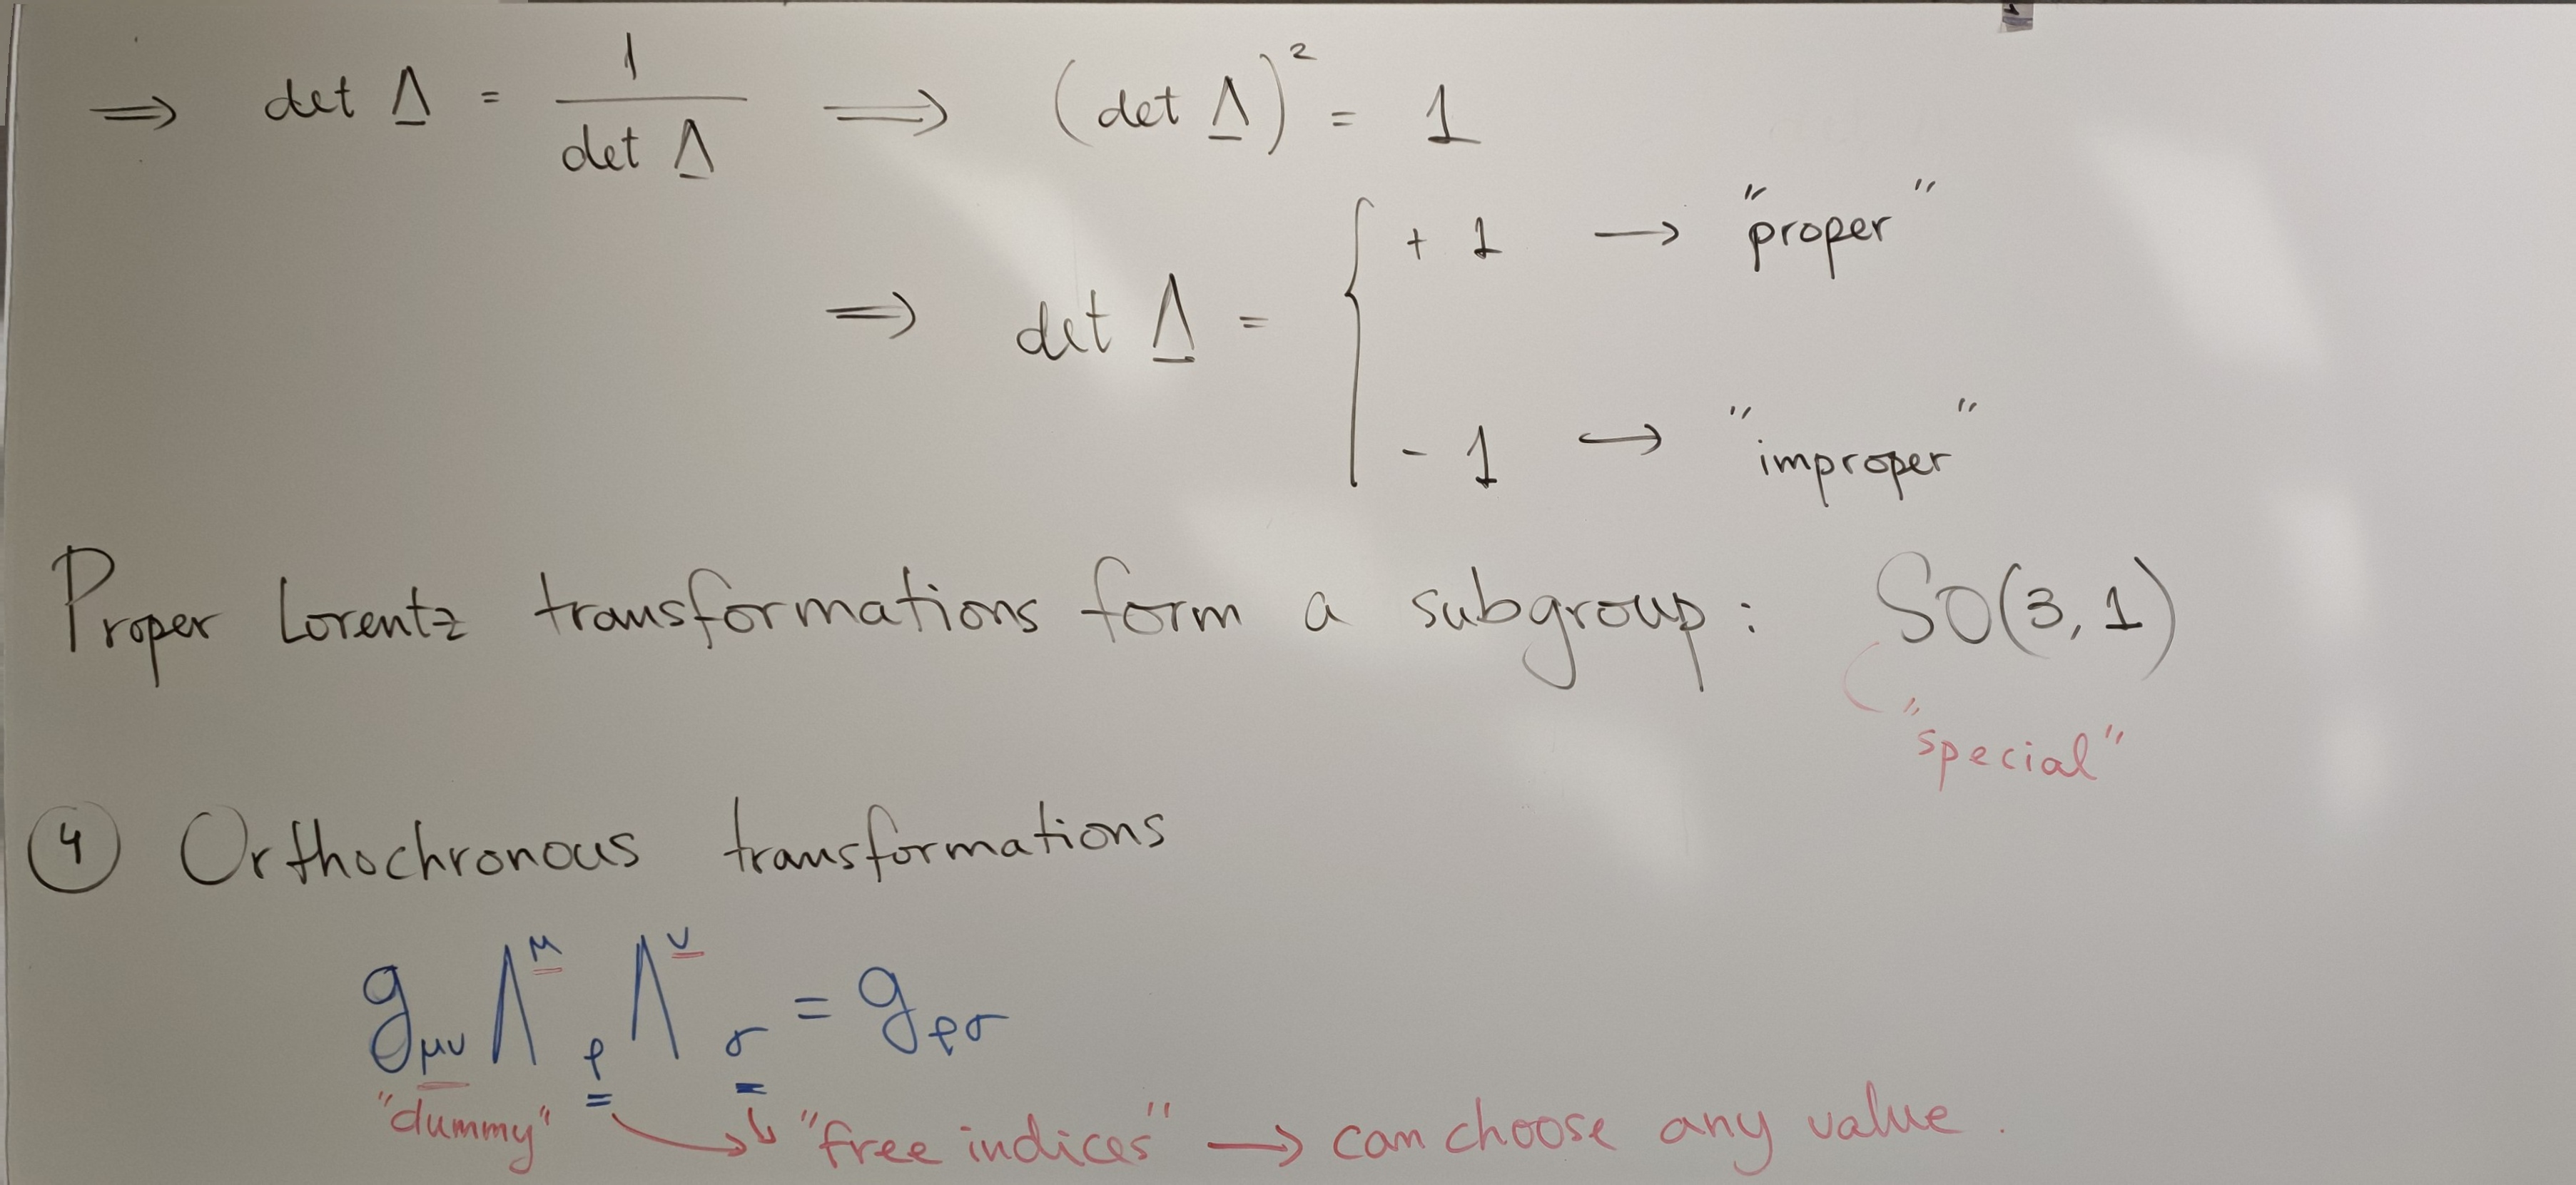 ⟹ det Λ = 1 / det Λ ⟹ (det Λ)² = 1
⟹ det Λ = { + 1 → "proper"
- 1 → "improper"
Proper Lorentz transformations form a subgroup: SO(3, 1)
"special"
④ Orthochronous transformations
g_μν Λ^μ_ρ Λ^ν_σ = g_ρσ
"dummy" → "free indices" → can choose any value.